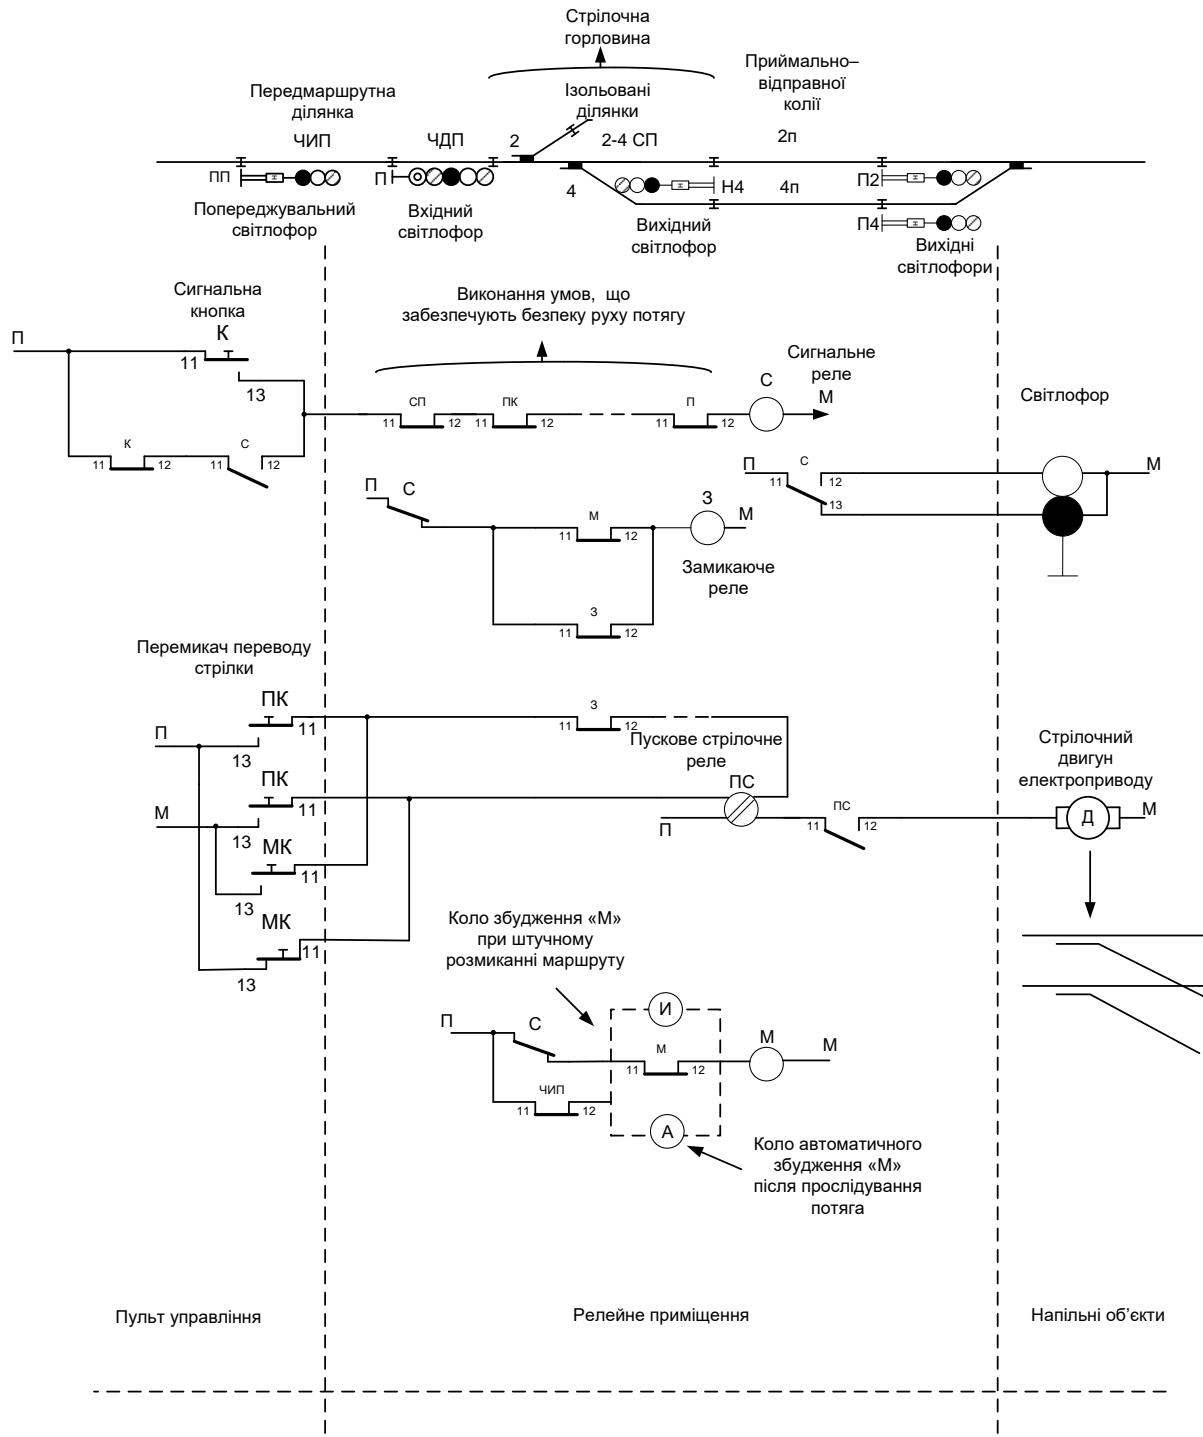 Стрілочна
горловина
Приймально–
відправної
колії
Передмаршрутна
ділянка
Ізольовані
ділянки
ЧИП
ЧДП
2
2-4 СП
2п
ПП
П
4
Н4
4п
П2
П4
Попереджувальний
світлофор
Вхідний
світлофор
Вихідний
світлофор
Вихідні
світлофори
Сигнальна
кнопка
К
П
11
13
К
11
12
С
11
12
Виконання умов, що
забезпечують безпеку руху потягу
СП
11
12
ПК
11
12
П
11
12
С
М
Сигнальне
реле
Світлофор
П
С
11
12
13
М
П
С
М
11
12
З
М
Замикаюче
реле
З
11
12
Перемикач переводу
стрілки
ПК
П
11
13
ПК
М
11
13
МК
11
13
МК
11
13
З
11
12
Пускове стрілочне
реле
ПС
П
ПС
11
12
Стрілочний
двигун
електроприводу
Д
М
Коло збудження «М»
при штучному
розмиканні маршруту
П
С
И
М
11
12
М
М
ЧИП
11
12
А
Коло автоматичного
збудження «М»
після прослідування
потяга
Пульт управління
Релейне приміщення
Напільні об’єкти